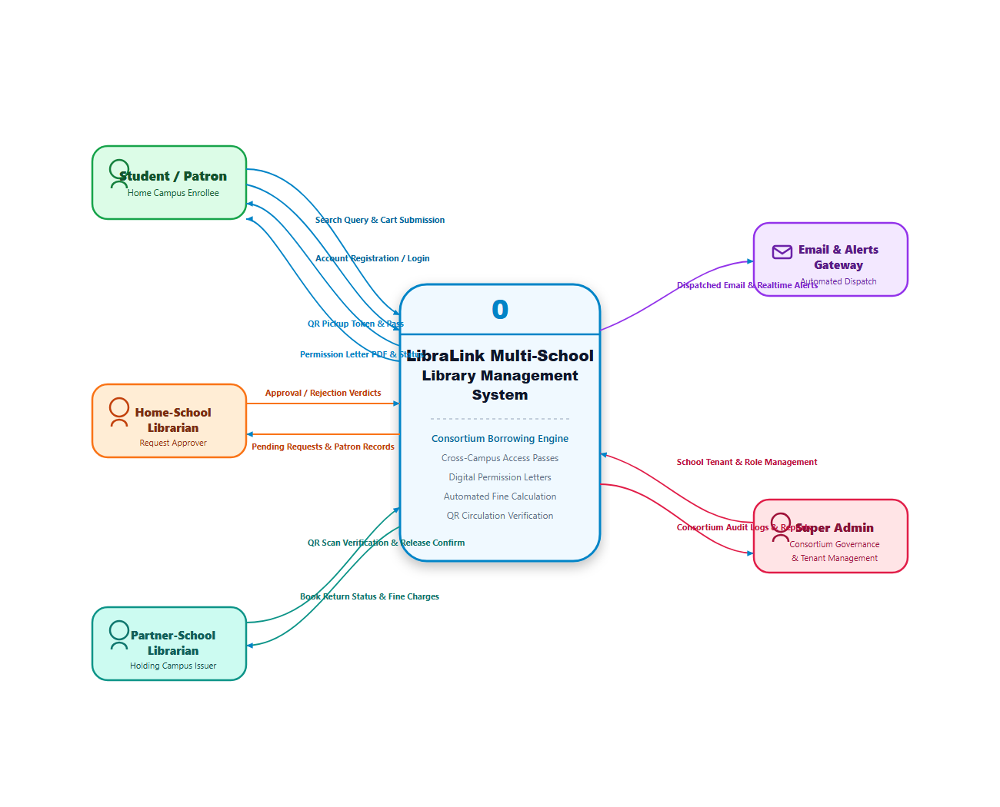 Student / Patron
Home Campus Enrollee
Search Query & Cart Submission
Account Registration / Login
QR Pickup Token & Pass
Permission Letter PDF & Status
Home-School
Librarian
Request Approver
Approval / Rejection Verdicts
Pending Requests & Patron Records
Partner-School
Librarian
Holding Campus Issuer
QR Scan Verification & Release Confirm
Book Return Status & Fine Charges
0
LibraLink Multi-School
Library Management
System
Consortium Borrowing Engine
Cross-Campus Access Passes
Digital Permission Letters
Automated Fine Calculation
QR Circulation Verification
Email & Alerts
Gateway
Automated Dispatch
Dispatched Email & Realtime Alerts
School Tenant & Role Management
Consortium Audit Logs & Reports
Super Admin
Consortium Governance
& Tenant Management